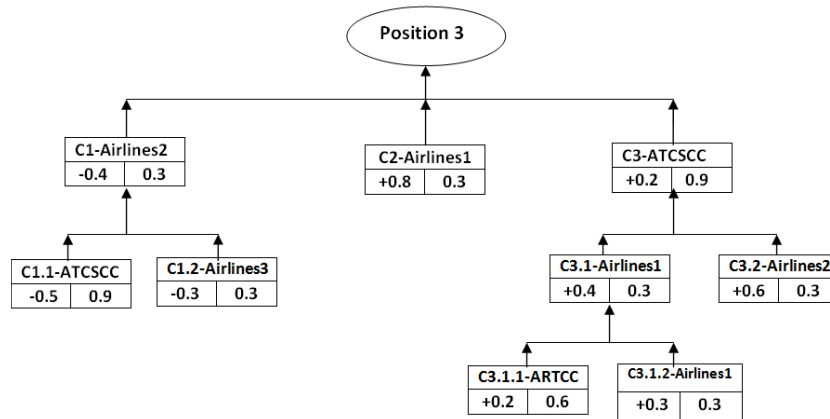 Position 3
C1-Airlines2
-0.4 0.3
C2-Airlines1
+0.8 0.3
C3-ATCSCC
+0.2 0.9
C1.1-ATCSCC
-0.5 0.9
C1.2-Airlines3
-0.3 0.3
C3.1-Airlines1
+0.4 0.3
C3.2-Airlines2
+0.6 0.3
C3.1.1-ARTCC
+0.2 0.6
C3.1.2-Airlines1
+0.3 0.3